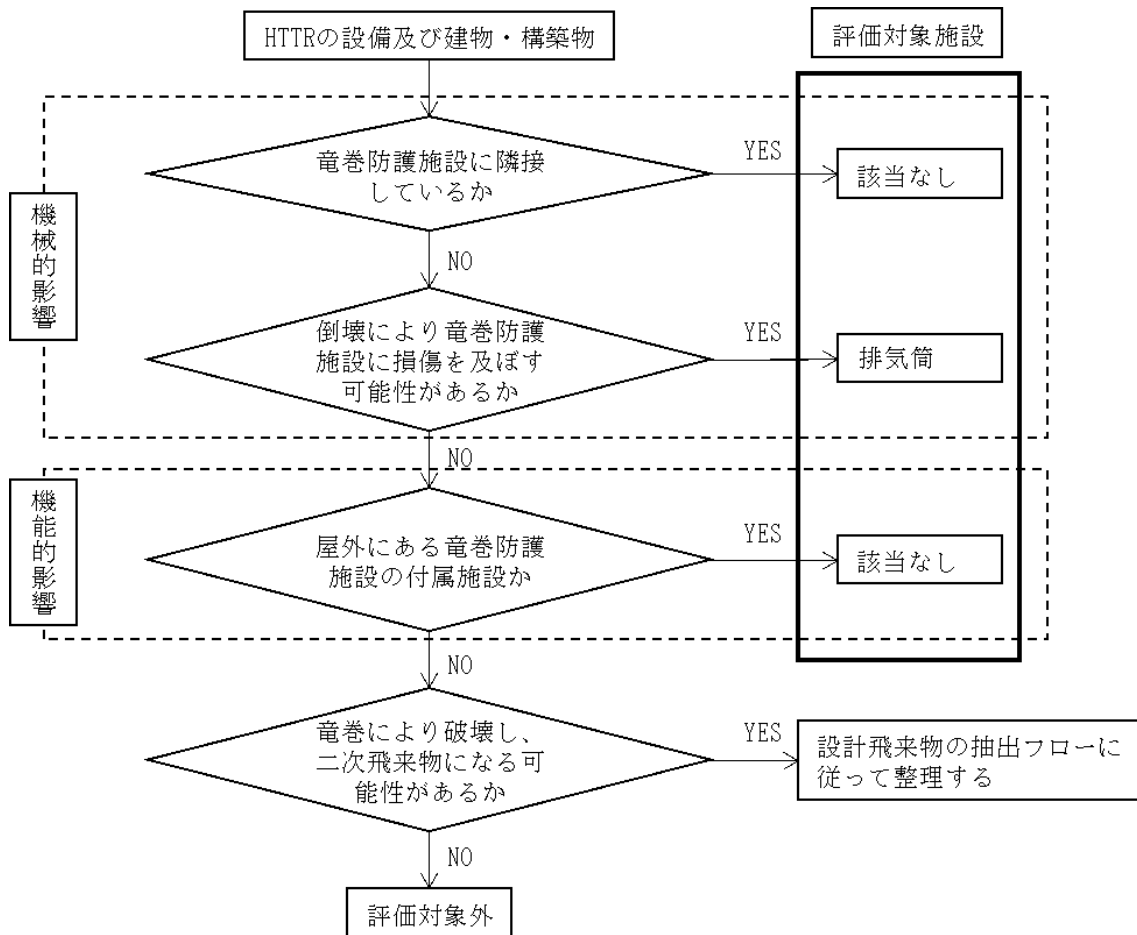 HTTRの設備及び建物・構築物
評価対象施設
機械的影響
竜巻防護施設に隣接
しているか
YES
該当なし
NO
倒壊により竜巻防護
施設に損傷を及ぼす
可能性があるか
YES
排気筒
NO
機能的影響
屋外にある竜巻防護
施設の付属施設か
YES
該当なし
NO
竜巻により破壊し、
二次飛来物になる可
能性があるか
YES
設計飛来物の抽出フローに
従って整理する
NO
評価対象外